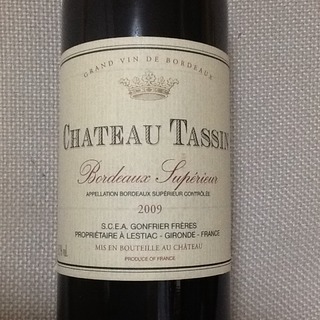 GRAND VIN DE BORDEAUX
CHATEAU TASSIN
Bordeaux Supérieur
APPELLATION BORDEAUX SUPÉRIEUR CONTRÔLÉE
2009
S.C.E.A. GONFRIER FRÈRES
PROPRIÉTAIRE À LESTIAC - GIRONDE - FRANCE
MIS EN BOUTEILLE AU CHÂTEAU
PRODUCE OF FRANCE